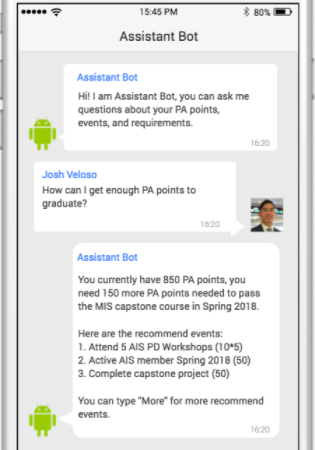 15:45 PM
80%
Assistant Bot
Assistant Bot
Hi! I am Assistant Bot, you can ask me
questions about your PA points,
events, and requirements.
16:20
Josh Veloso
How can I get enough PA points to
graduate?
16:20
Assistant Bot
You currently have 850 PA points, you
need 150 more PA points needed to pass
the MIS capstone course in Spring 2018.
Here are the recommend events:
1. Attend 5 AIS PD Workshops (10*5)
2. Active AIS member Spring 2018 (50)
3. Complete capstone project (50)
You can type "More" for more recommend
events.
16:20